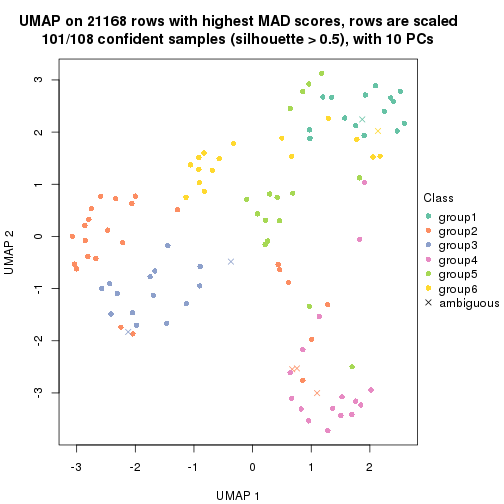 UMAP on 21168 rows with highest MAD scores, rows are scaled
101/108 confident samples (silhouette > 0.5), with 10 PCs
3
2
1
0
-1
-2
-3
UMAP 2
-3
-2
-1
0
1
2
UMAP 1
Class
group1
group2
group3
group4
group5
group6
ambiguous